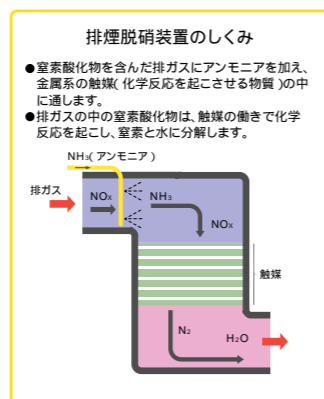 排煙脱硝装置のしくみ
●窒素酸化物を含んだ排ガスにアンモニアを加え、
金属系の触媒(化学反応を起こさせる物質)の中
に通します。
●排ガスの中の窒素酸化物は、触媒の働きで化学
反応を起こし、窒素と水に分解します。
NH₃(アンモニア)
排ガス
NOx
NH₃
NOx
触媒
N₂
H₂O